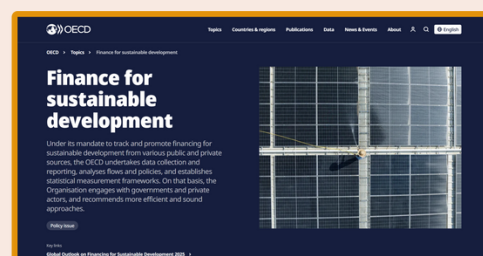 OECD
Topics Countries & regions Publications Data News & Events About English
OECD > Topics > Finance for sustainable development
Finance for
sustainable
development
Under its mandate to track and promote financing for
sustainable development from various public and private
sources, the OECD undertakes data collection and
reporting, analyses flows and policies, and establishes
statistical measurement frameworks. On that basis, the
Organisation engages with governments and private
actors, and recommends more efficient and sound
approaches.
Policy issue
Key links
Global Outlook on Financing for Sustainable Development 2025 >